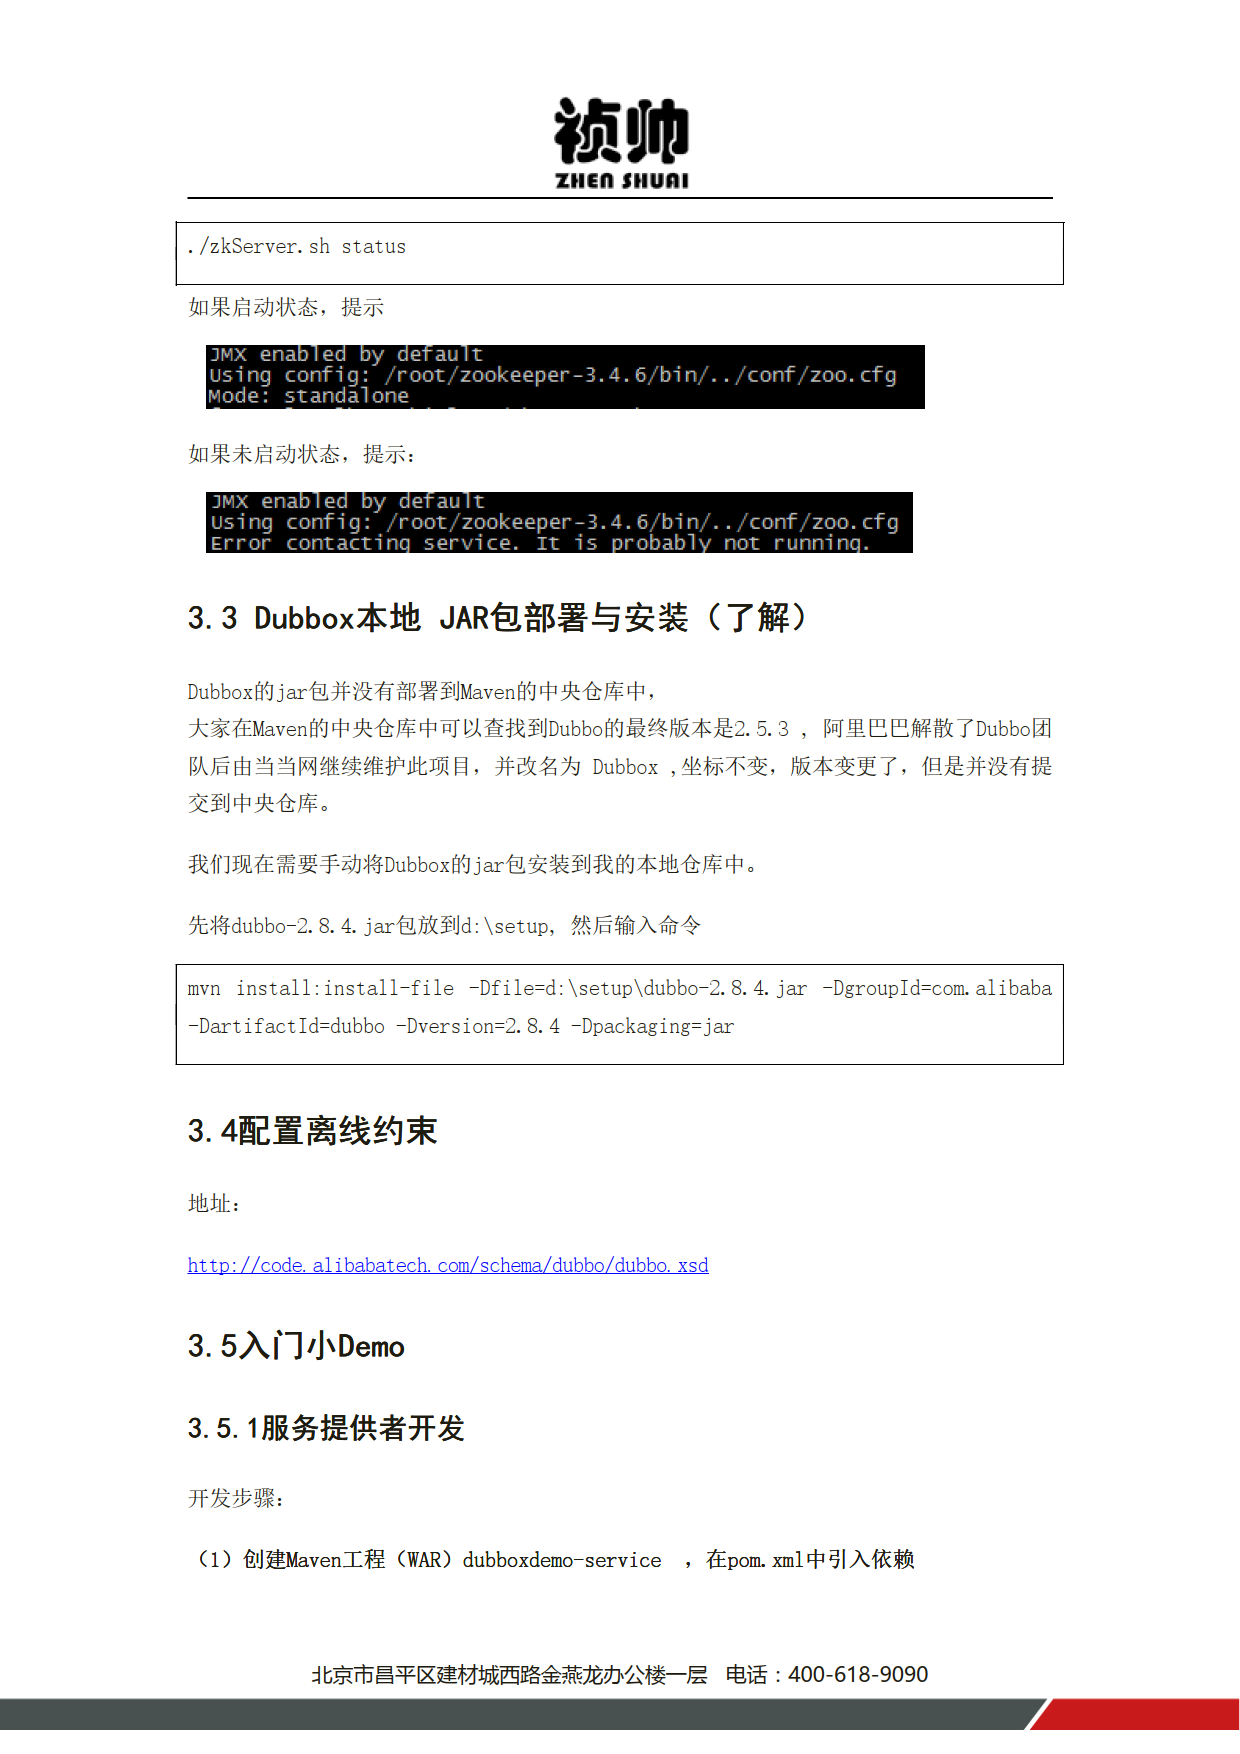 祯帅
ZHEN SHUAI
./zkServer.sh status
如果启动状态，提示
JMX enabled by default
Using config: /root/zookeeper-3.4.6/bin/../conf/zoo.cfg
Mode: standalone
如果未启动状态，提示：
JMX enabled by default
Using config: /root/zookeeper-3.4.6/bin/../conf/zoo.cfg
Error contacting service. It is probably not running.
3.3 Dubbox本地 JAR包部署与安装（了解）
Dubbox的jar包并没有部署到Maven的中央仓库中，
大家在Maven的中央仓库中可以查找到Dubbo的最终版本是2.5.3 , 阿里巴巴解散了Dubbo团
队后由当当网继续维护此项目，并改名为 Dubbox ,坐标不变，版本变更了，但是并没有提
交到中央仓库。
我们现在需要手动将Dubbox的jar包安装到我的本地仓库中。
先将dubbo-2.8.4.jar包放到d:\setup, 然后输入命令
mvn install:install-file -Dfile=d:\setup\dubbo-2.8.4.jar -DgroupId=com.alibaba
-DartifactId=dubbo -Dversion=2.8.4 -Dpackaging=jar
3.4配置离线约束
地址：
http://code.alibabatech.com/schema/dubbo/dubbo.xsd
3.5入门小Demo
3.5.1服务提供者开发
开发步骤：
（1）创建Maven工程（WAR）dubboxdemo-service ，在pom.xml中引入依赖
北京市昌平区建材城西路金燕龙办公楼一层 电话：400-618-9090